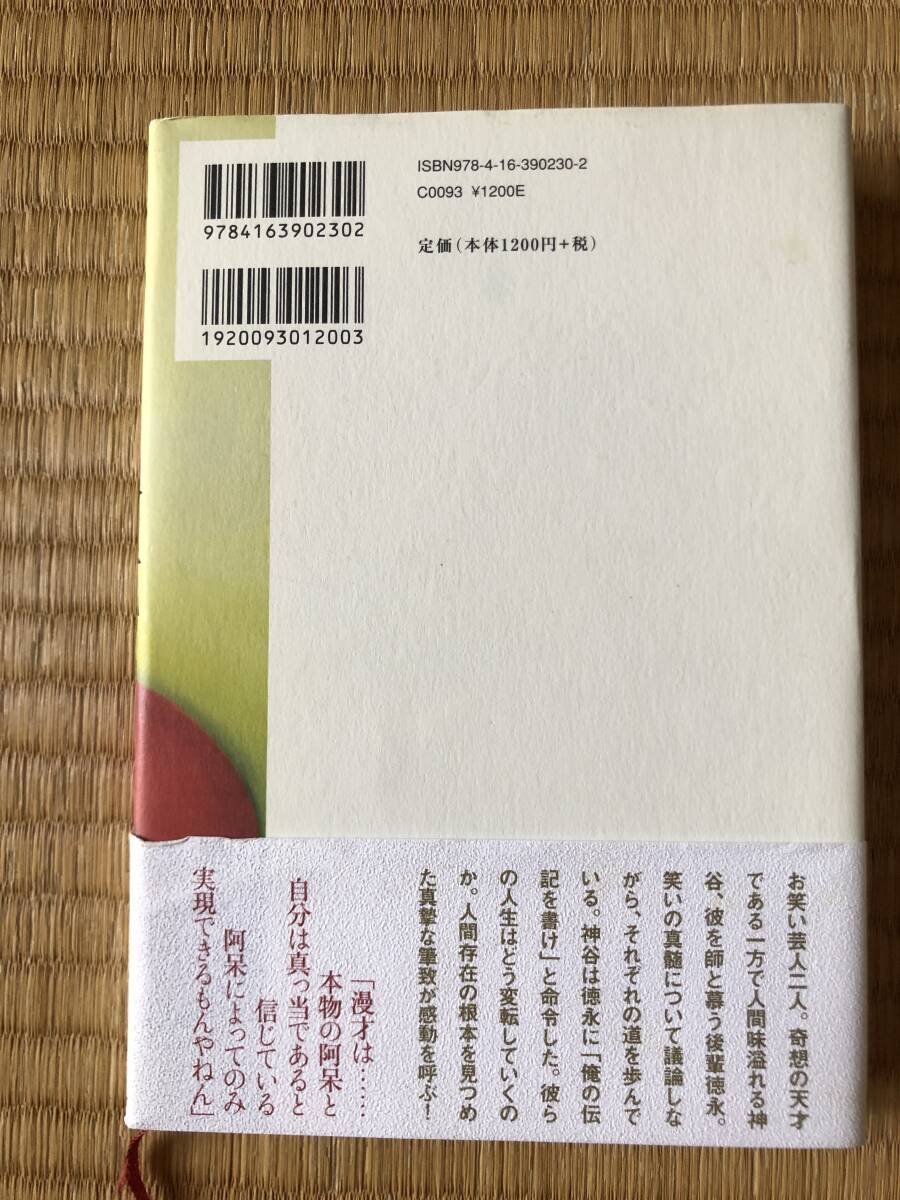 ISBN978-4-16-390230-2
C0093 ¥1200E
定価(本体1200円+税)
9784163902302
1920093012003
お笑い芸人二人。奇想の天才
である一方で人間味溢れる神
谷、彼を師と慕う後輩徳永。
笑いの真髄について議論しな
がら、それぞれの道を歩んで
いる。神谷は徳永に「俺の伝
記を書け」と命令した。彼ら
の人生はどう変転していくの
か。人間存在の根本を見つめ
た真摯な筆致が感動を呼ぶ!
「漫才は……
本物の阿呆と
自分は真っ当であると
信じている
阿呆によってのみ
実現できるもんやねん」